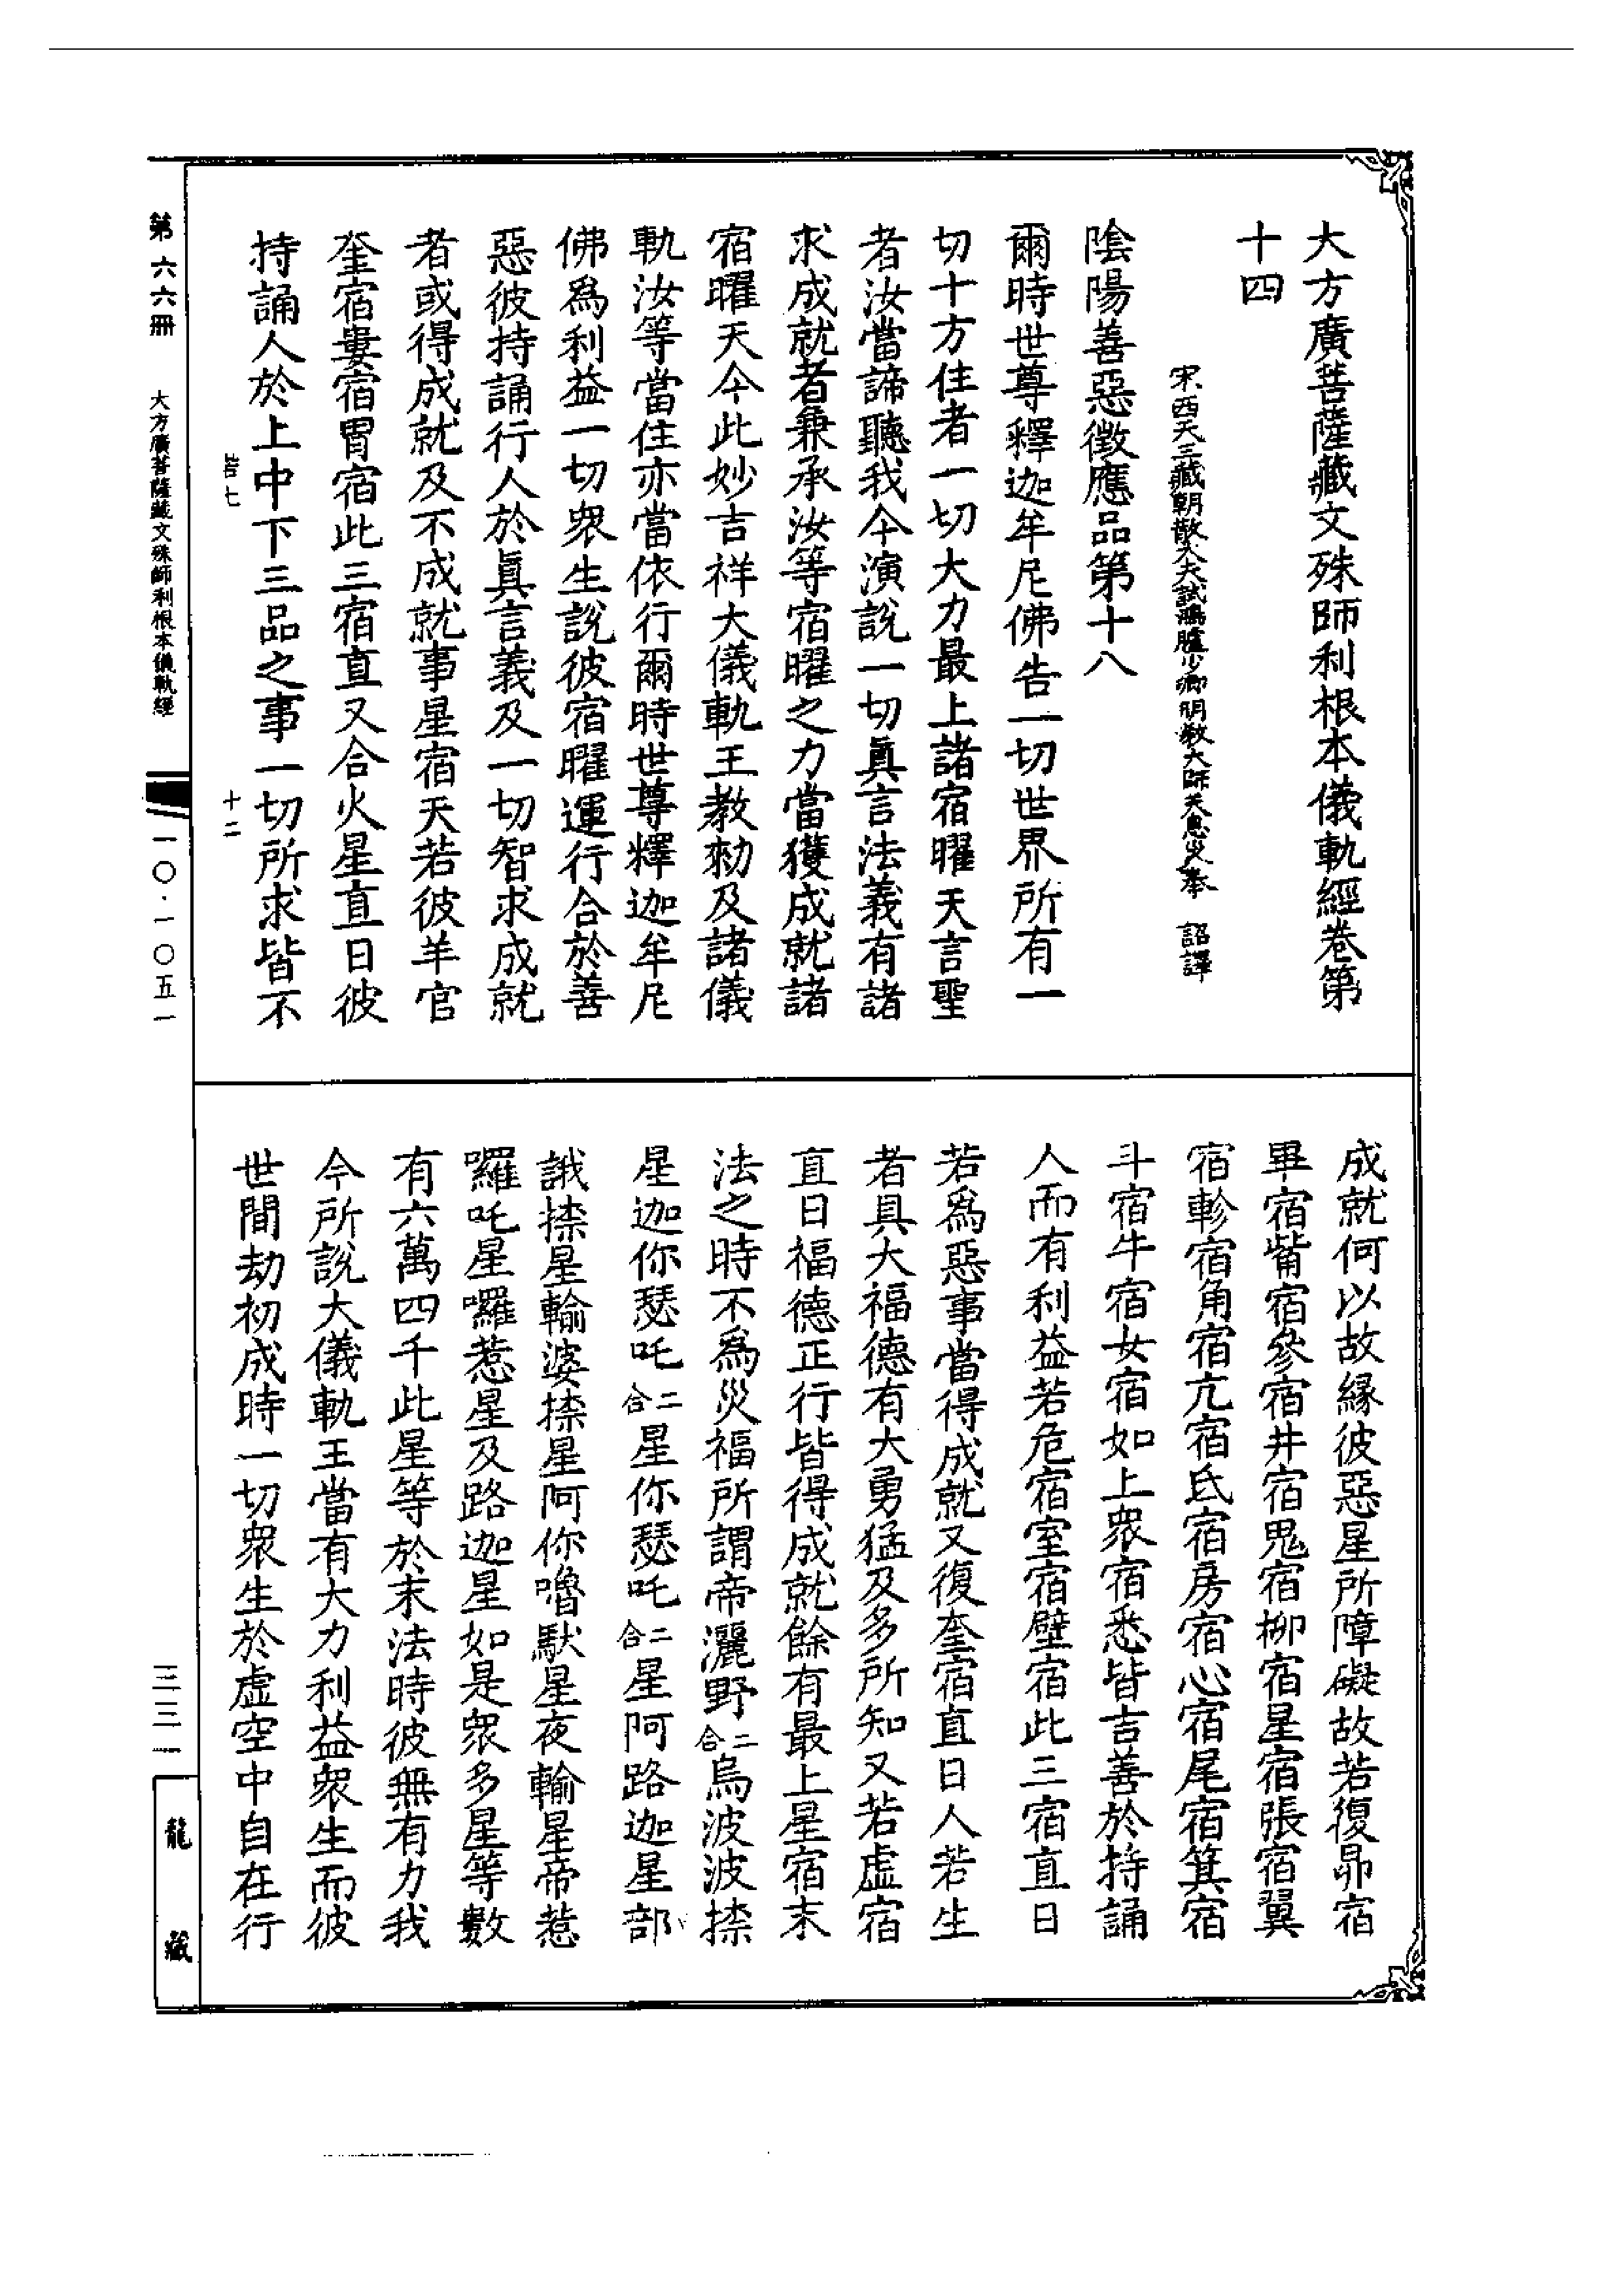 大方廣菩薩藏文殊師利根本儀軌經卷第
十四
宋西天三藏朝散大夫試鴻臚少卿明教大師天息災奉 詔譯
陰陽善惡徵應品第十八
爾時世尊釋迦牟尼佛告一切世界所有一
切十方住者一切大力最上諸宿曜天言聖
者汝當諦聽我今演說一切眞言法義有諸
求成就者兼承汝等宿曜之力當獲成就諸
宿曜天今此妙吉祥大儀軌王教勑及諸儀
軌汝等當住亦當依行爾時世尊釋迦牟尼
佛爲利益一切衆生說彼宿曜運行合於善
惡彼持誦行人於眞言義及一切智求成就
者或得成就及不成就事星宿天若彼羊官
奎宿婁宿胃宿此三宿直又合火星直日彼
持誦人於上中下三品之事一切所求皆不
成就何以故縁彼惡星所障礙故若復昴宿
畢宿觜宿參宿井宿鬼宿柳宿星宿張宿翼
宿軫宿角宿亢宿氐宿房宿心宿尾宿箕宿
斗宿牛宿女宿如上衆宿悉皆吉善於持誦
人而有利益若危宿室宿壁宿此三宿直日
若爲惡事當得成就又復奎宿直日人若生
者具大福德有大勇猛及多所知又若虛宿
直日福德正行皆得成就餘有最上星宿末
法之時不爲災福所謂帝灑野二合烏波波捺
星迦你瑟吒二合星你瑟吒二合星阿路迦星部
誐捺星輸婆捺星阿你嚕馱星夜輸星帝惹
囉吒星囉惹星及路迦星如是衆多星等數
有六萬四千此星等於末法時彼無有力我
今所說大儀軌王當有大力利益衆生而彼
世間劫初成時一切衆生於虛空中自在行
若七 十二
第六六冊 大方廣菩薩藏文殊師利根本儀軌經 一〇·一〇五一 三三一 龍藏